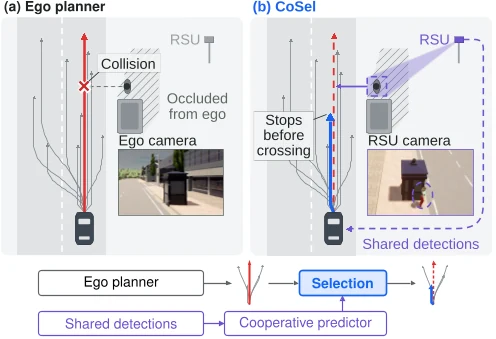 (a) Ego planner
RSU
Collision
Occluded
from ego
Ego camera
(b) CoSel
RSU
Stops
before
crossing
RSU camera
Shared detections
Ego planner
Selection
Shared detections
Cooperative predictor